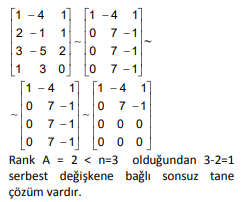 [1 −4 1] [1 −4 1]
[2 −1 1] [0 7 −1]
[3 −5 2] ~ [0 7 −1] ~
[1 3 0] [0 7 −1]
[1 −4 1] [1 −4 1]
[0 7 −1] [0 7 −1]
~ [0 7 −1] ~ [0 0 0]
[0 7 −1] [0 0 0]
Rank A = 2 < n=3 olduğundan 3-2=1
serbest değişkene bağlı sonsuz tane
çözüm vardır.